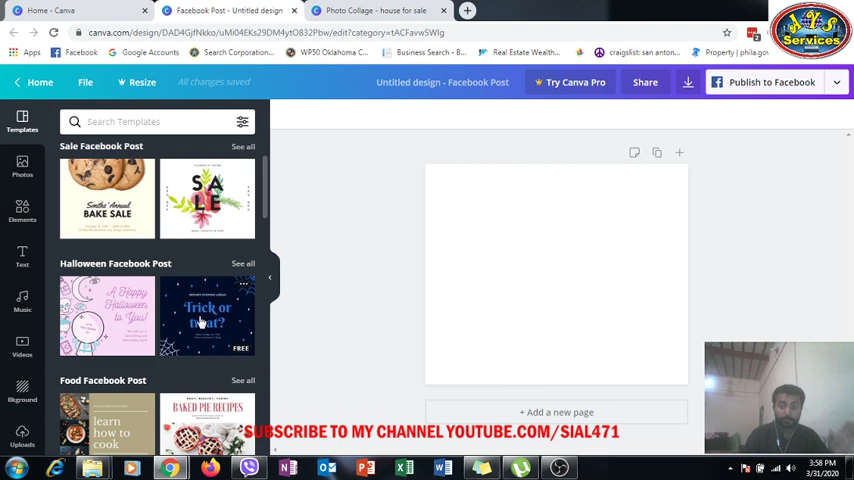 Home - Canva
Facebook Post - Untitled design
Photo Collage - house for sale
canva.com/design/DAD4GjfNkko/uMi04EKs29DM4ytO832Pbw/edit?category=tACFavw5WIg
Apps
Facebook
Google Accounts
Search Corporation...
WP50 Oklahoma C...
Business Search - B...
Real Estate Wealth...
craigslist: san anton...
Property | phila.gov
JYS
Services
Home
File
Resize
All changes saved
Untitled design - Facebook Post
Try Canva Pro
Share
Publish to Facebook
Templates
Photos
Elements
Text
Music
Videos
Bkground
Uploads
Search Templates
Sale Facebook Post
See all
Smiths' Annual
BAKE SALE
SA
LE
Halloween Facebook Post
See all
A Happy
Halloween
to You!
Trick or
treat?
FREE
Food Facebook Post
See all
learn
how to
cook
BAKED PIE RECIPES
+ Add a new page
SUBSCRIBE TO MY CHANNEL YOUTUBE.COM/SIAL471
3:58 PM
3/31/2020